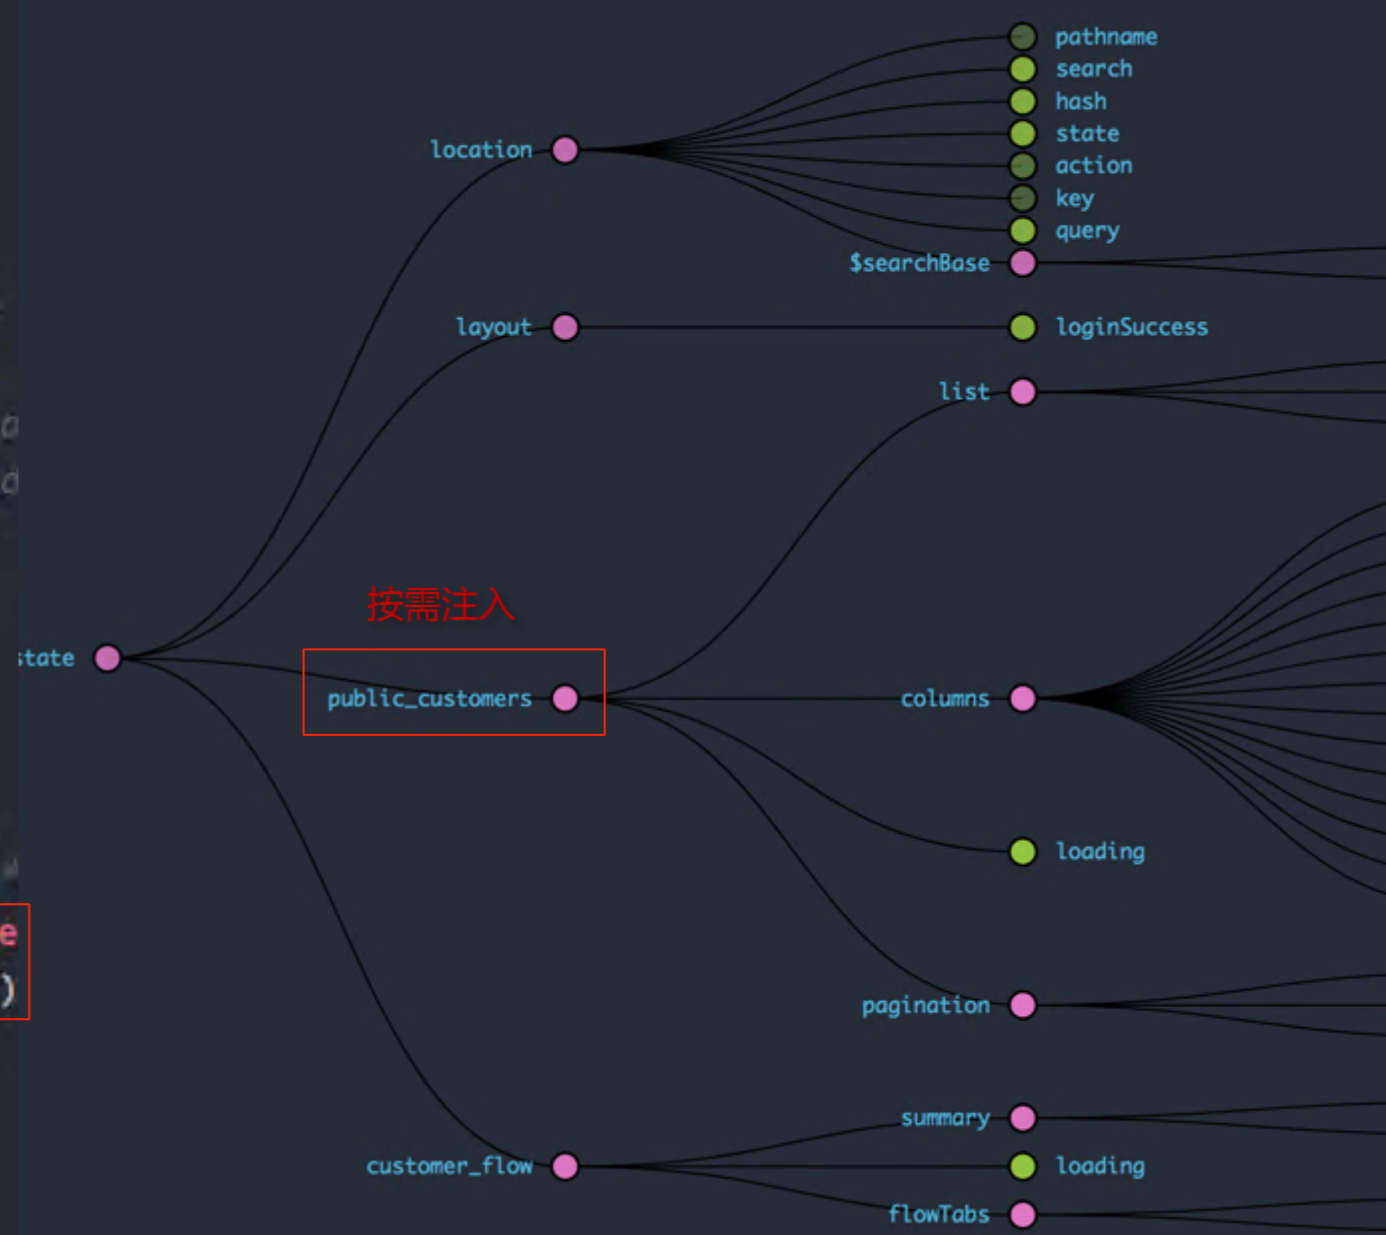 pathname
search
hash
state
action
key
query
location
$searchBase
layout
loginSuccess
list
按需注入
state
public_customers
columns
loading
e
)
pagination
summary
customer_flow
loading
flowTabs